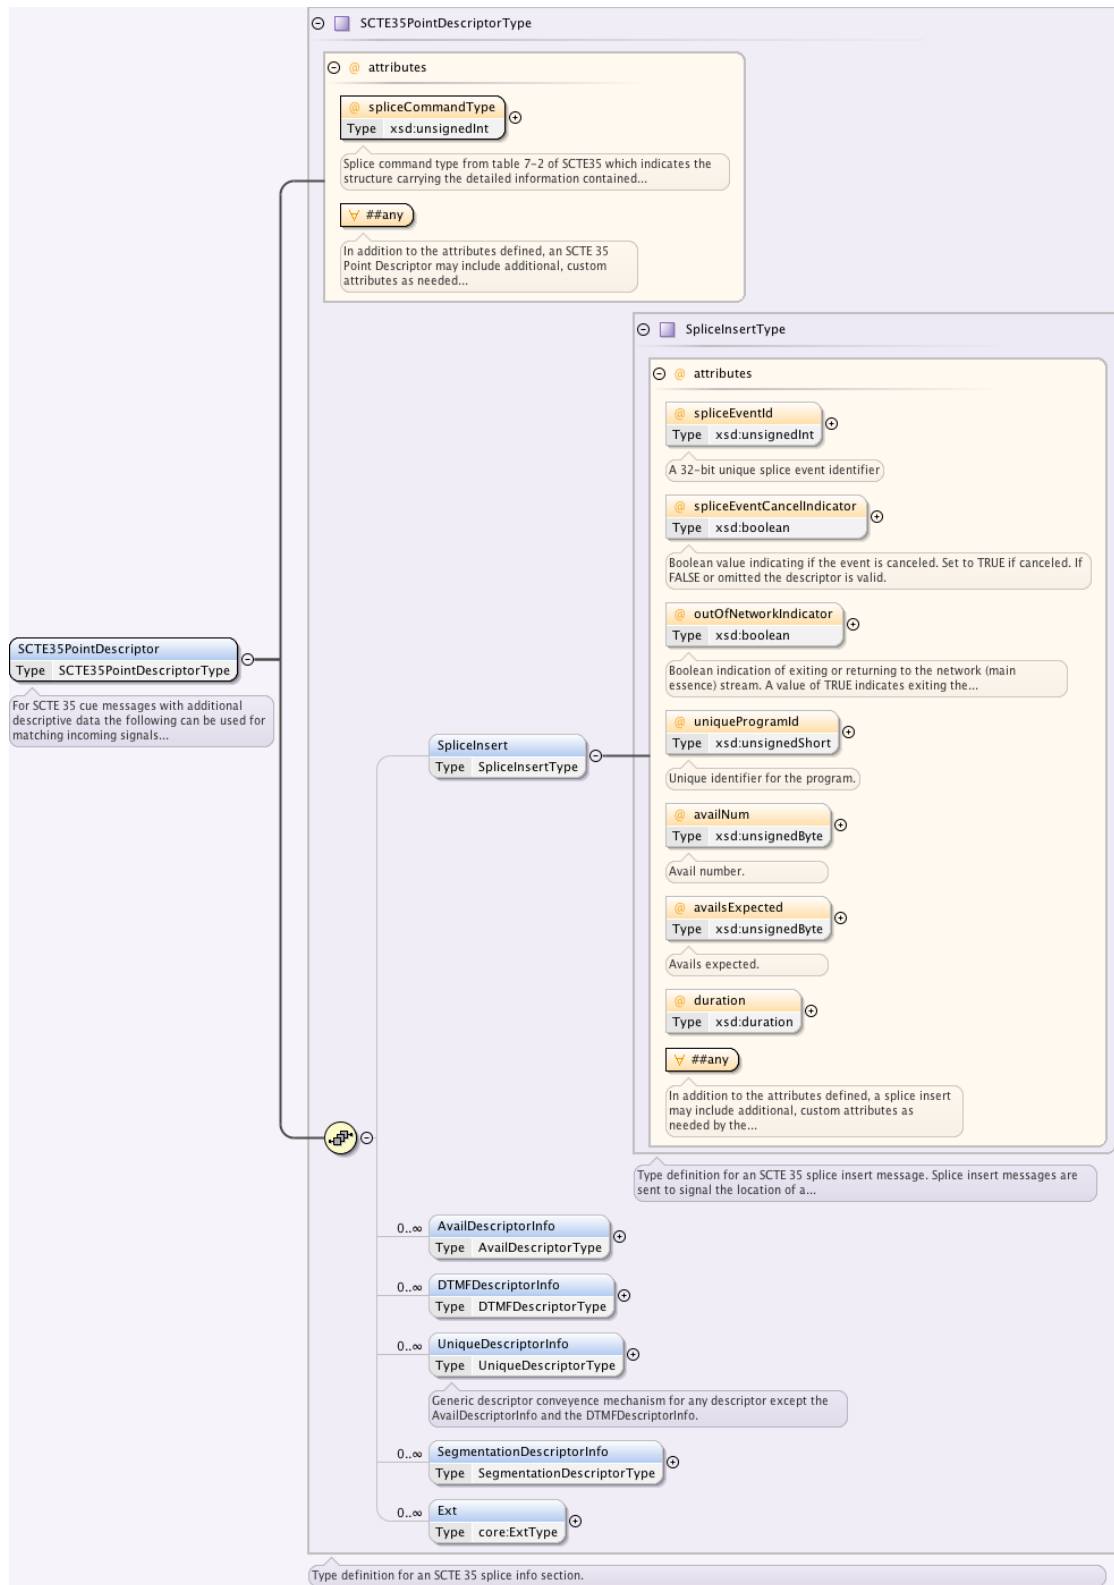 SCTE35PointDescriptorType
@ attributes
@ spliceCommandType
Type xsd:unsignedInt
Splice command type from table 7-2 of SCTE35 which indicates the
structure carrying the detailed information contained...
∀ ##any
In addition to the attributes defined, an SCTE 35
Point Descriptor may include additional, custom
attributes as needed...
SpliceInsertType
@ attributes
@ spliceEventId
Type xsd:unsignedInt
A 32-bit unique splice event identifier
@ spliceEventCancelIndicator
Type xsd:boolean
Boolean value indicating if the event is canceled. Set to TRUE if canceled. If
FALSE or omitted the descriptor is valid.
@ outOfNetworkIndicator
Type xsd:boolean
Boolean indication of exiting or returning to the network (main
essence) stream. A value of TRUE indicates exiting the...
SCTE35PointDescriptor
Type SCTE35PointDescriptorType
For SCTE 35 cue messages with additional
descriptive data the following can be used for
matching incoming signals...
@ uniqueProgramId
Type xsd:unsignedShort
Unique identifier for the program.
SpliceInsert
Type SpliceInsertType
@ availNum
Type xsd:unsignedByte
Avail number.
@ availsExpected
Type xsd:unsignedByte
Avails expected.
@ duration
Type xsd:duration
∀ ##any
In addition to the attributes defined, a splice insert
may include additional, custom attributes as
needed by the...
Type definition for an SCTE 35 splice insert message. Splice insert messages are
sent to signal the location of a...
0..∞ AvailDescriptorInfo
Type AvailDescriptorType
0..∞ DTMFDescriptorInfo
Type DTMFDescriptorType
0..∞ UniqueDescriptorInfo
Type UniqueDescriptorType
Generic descriptor conveyence mechanism for any descriptor except the
AvailDescriptorInfo and the DTMFDescriptorInfo.
0..∞ SegmentationDescriptorInfo
Type SegmentationDescriptorType
0..∞ Ext
Type core:ExtType
Type definition for an SCTE 35 splice info section.